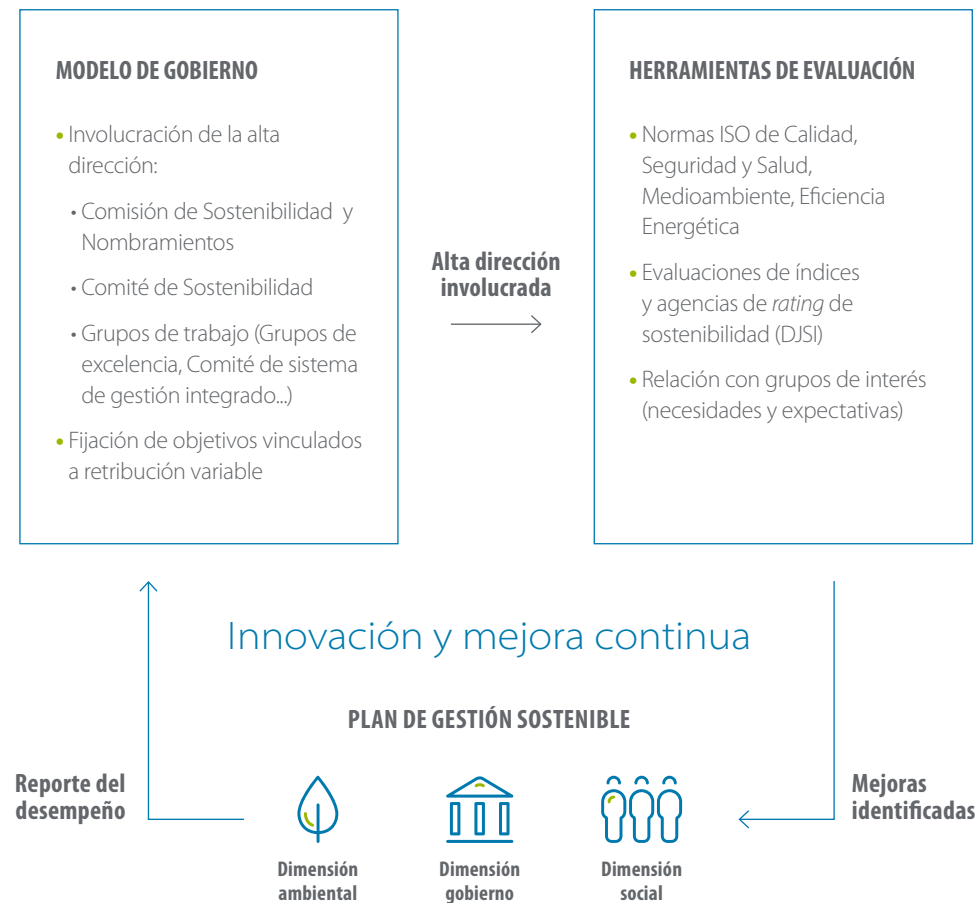 MODELO DE GOBIERNO
• Involucración de la alta
dirección:
• Comisión de Sostenibilidad y
Nombramientos
• Comité de Sostenibilidad
• Grupos de trabajo (Grupos de
excelencia, Comité de sistema
de gestión integrado...)
• Fijación de objetivos vinculados
a retribución variable
Alta dirección
involucrada
HERRAMIENTAS DE EVALUACIÓN
• Normas ISO de Calidad,
Seguridad y Salud,
Medioambiente, Eficiencia
Energética
• Evaluaciones de índices
y agencias de rating de
sostenibilidad (DJSI)
• Relación con grupos de interés
(necesidades y expectativas)
Innovación y mejora continua
PLAN DE GESTIÓN SOSTENIBLE
Reporte del
desempeño
Dimensión
ambiental
Dimensión
gobierno
Dimensión
social
Mejoras
identificadas